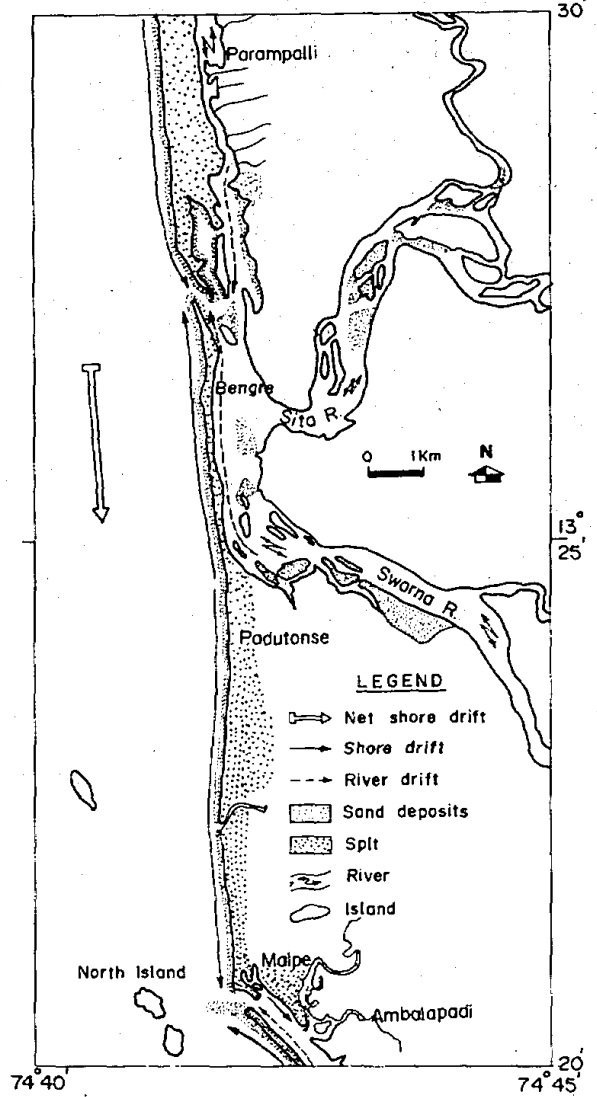 30'
N
Parampalli
Bengre
Sita R.
0 1Km
N
13°
25'
Swarna R.
Padutonse
LEGEND
Net shore drift
Shore drift
River drift
Sand deposits
Spit
River
Island
Malpe
North Island
Ambalapadi
20'
74°40'
74°45'